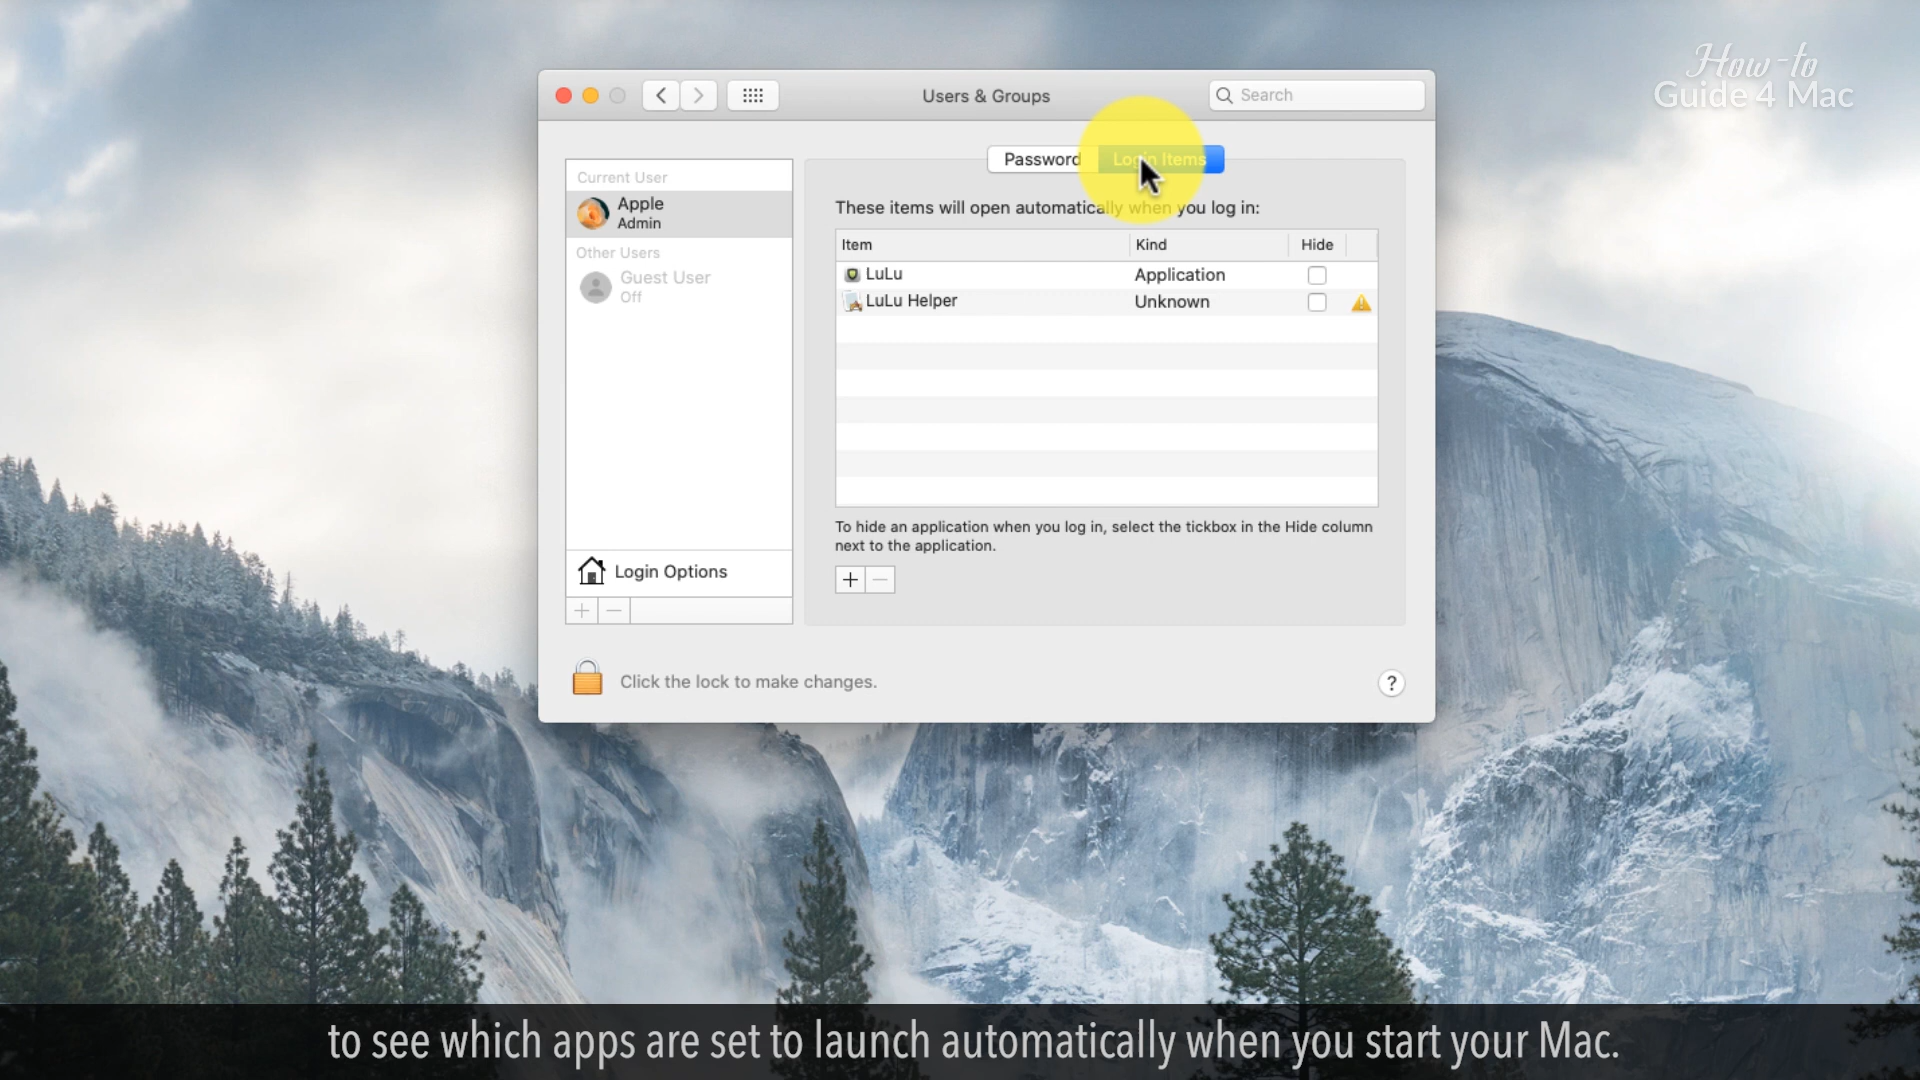 How-to
Guide 4 Mac
Users & Groups
Search
Password
Login Items
Current User
Apple
Admin
Other Users
Guest User
Off
Login Options
These items will open automatically when you log in:
Item Kind Hide
LuLu Application
LuLu Helper Unknown
To hide an application when you log in, select the tickbox in the Hide column
next to the application.
Click the lock to make changes.
?
to see which apps are set to launch automatically when you start your Mac.